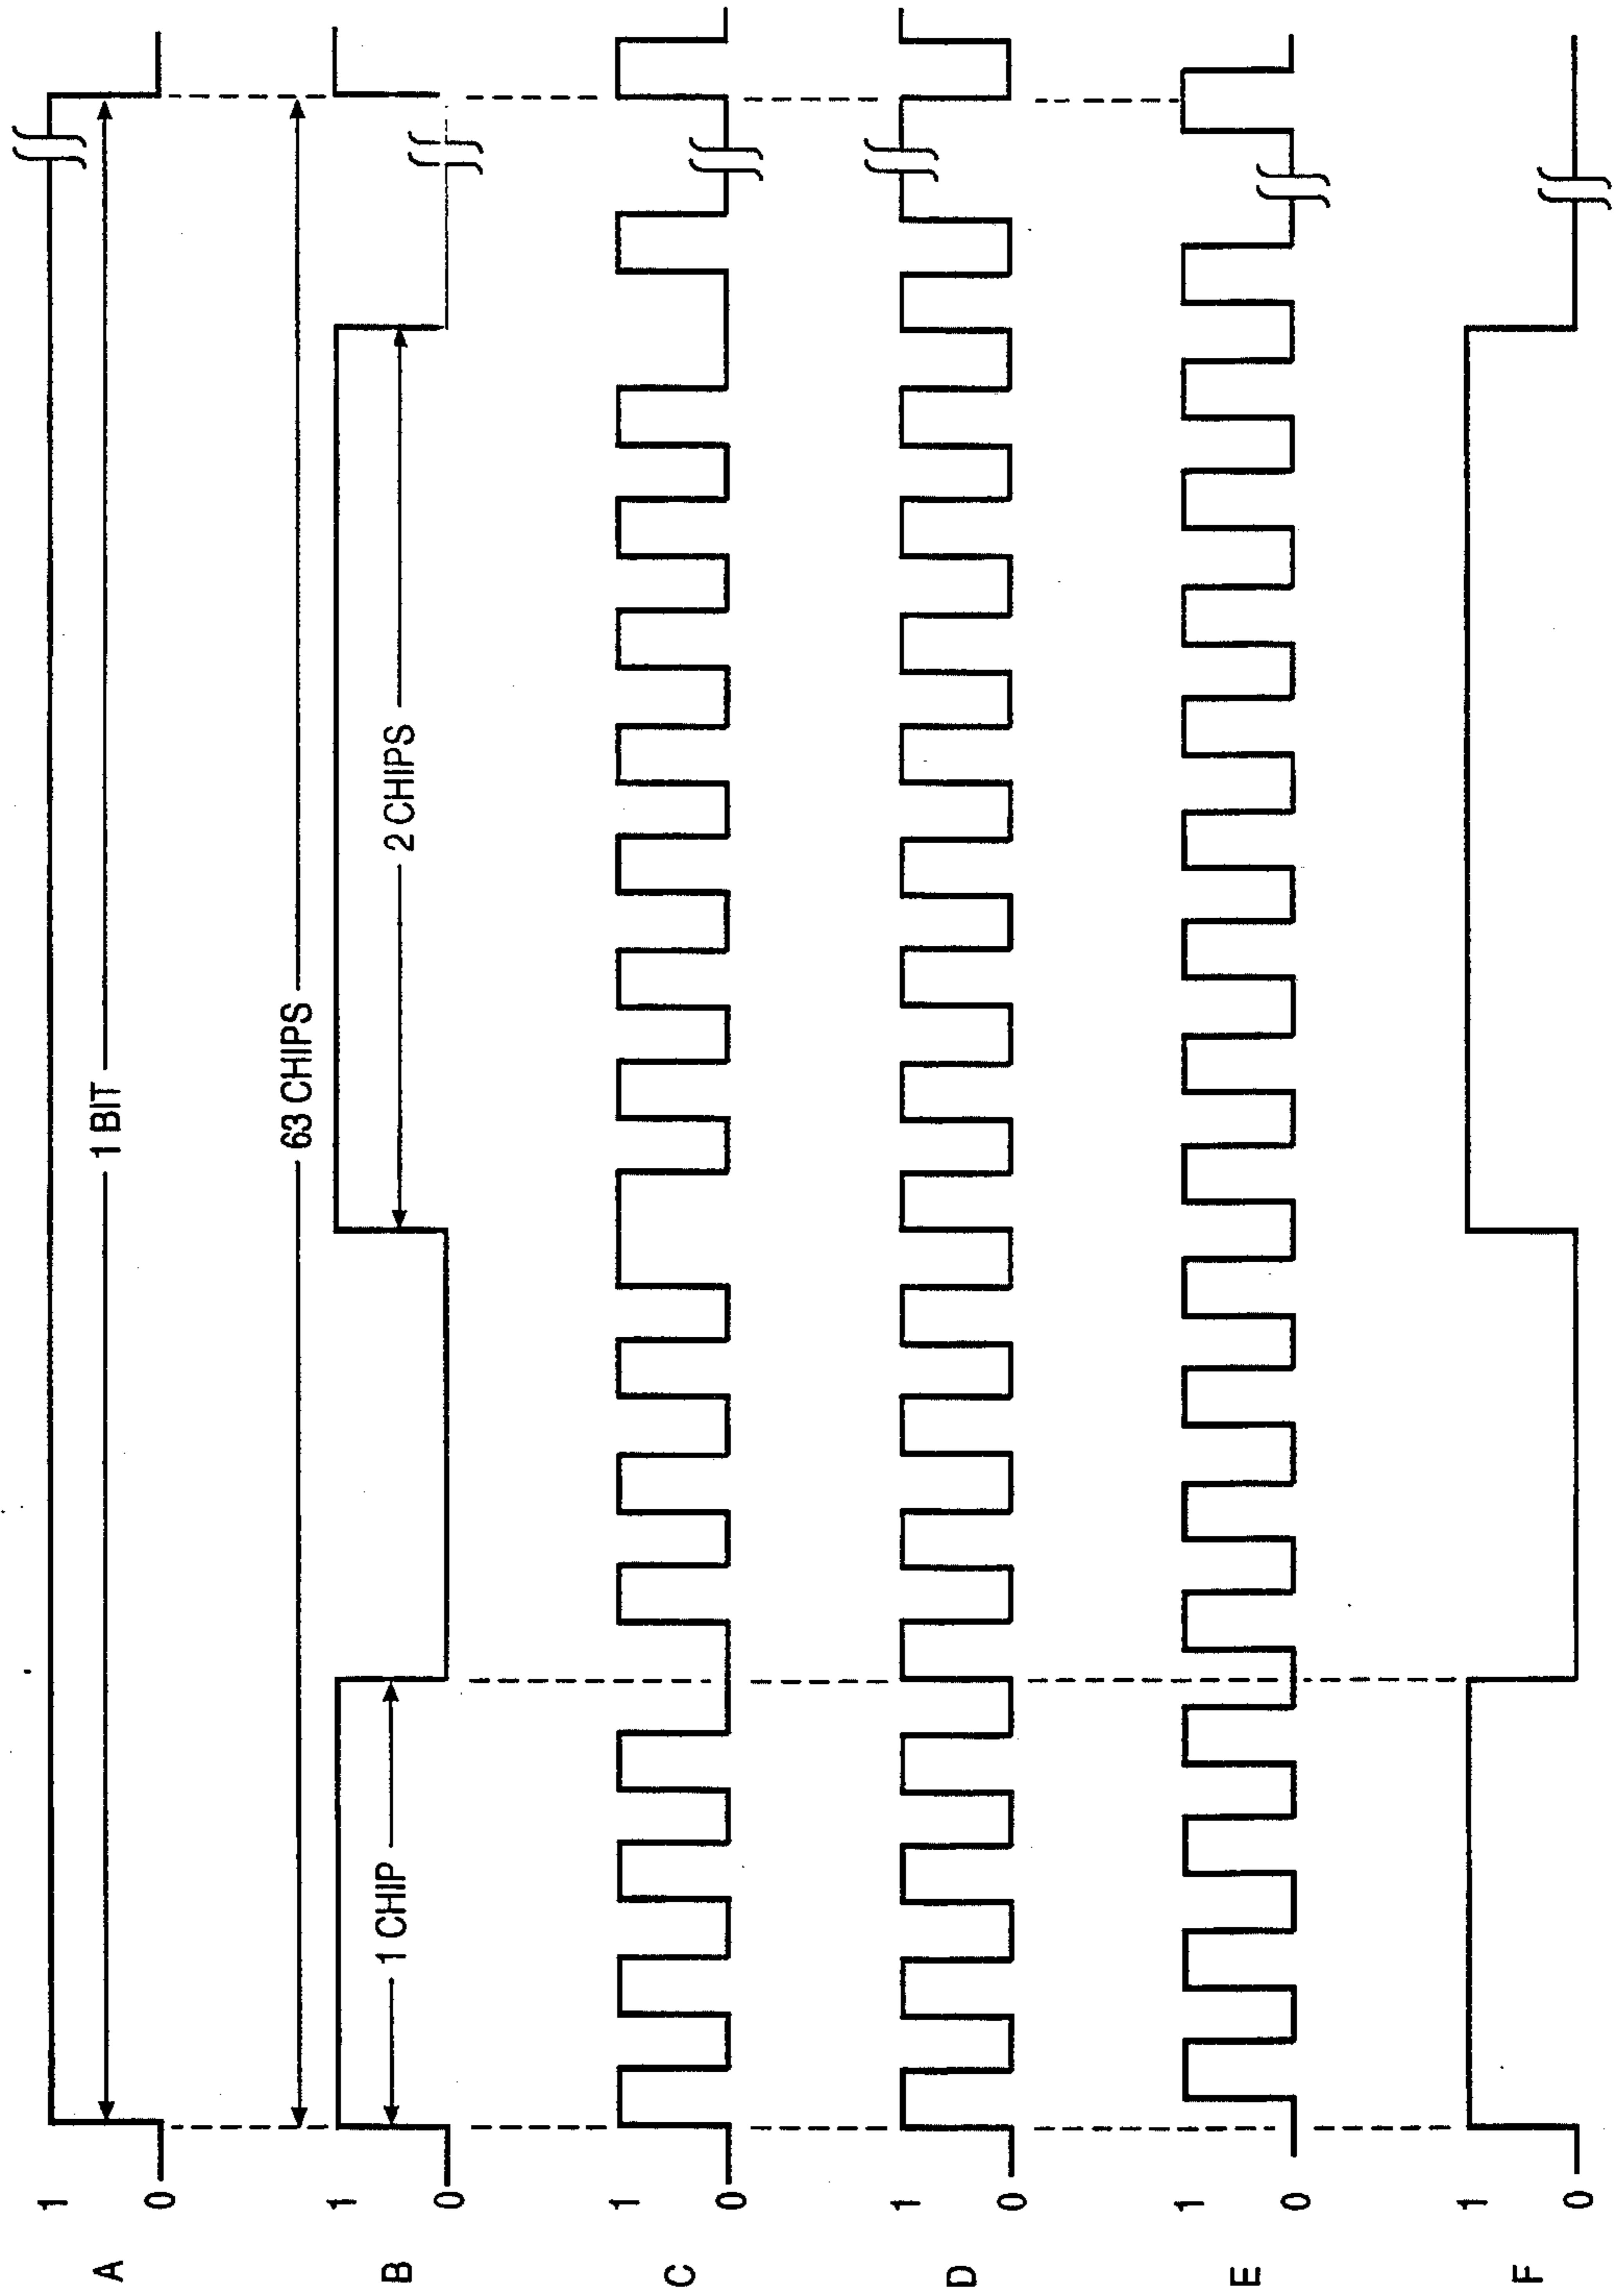 A 1 0 1 BIT
63 CHIPS
B 1 0 1 CHIP 2 CHIPS
C 1 0
D 1 0
E 1 0
F 1 0